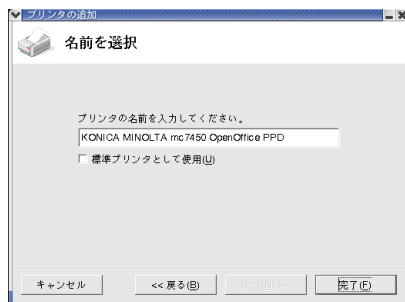 プリンタの追加
名前を選択
プリンタの名前を入力してください。
KONICA MINOLTA mc7450 OpenOffice PPD
標準プリンタとして使用(U)
キャンセル
<< 戻る(B)
次へ(N) >>
完了(F)